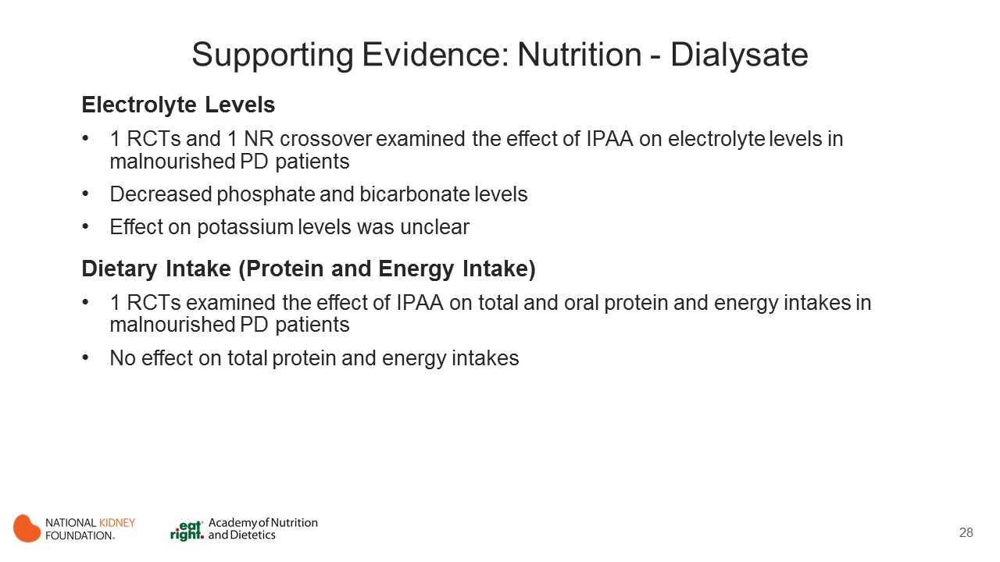 Supporting Evidence: Nutrition - Dialysate
Electrolyte Levels
• 1 RCTs and 1 NR crossover examined the effect of IPAA on electrolyte levels in
malnourished PD patients
• Decreased phosphate and bicarbonate levels
• Effect on potassium levels was unclear
Dietary Intake (Protein and Energy Intake)
• 1 RCTs examined the effect of IPAA on total and oral protein and energy intakes in
malnourished PD patients
• No effect on total protein and energy intakes
NATIONAL KIDNEY
FOUNDATION®
eat
right.
Academy of Nutrition
and Dietetics
28